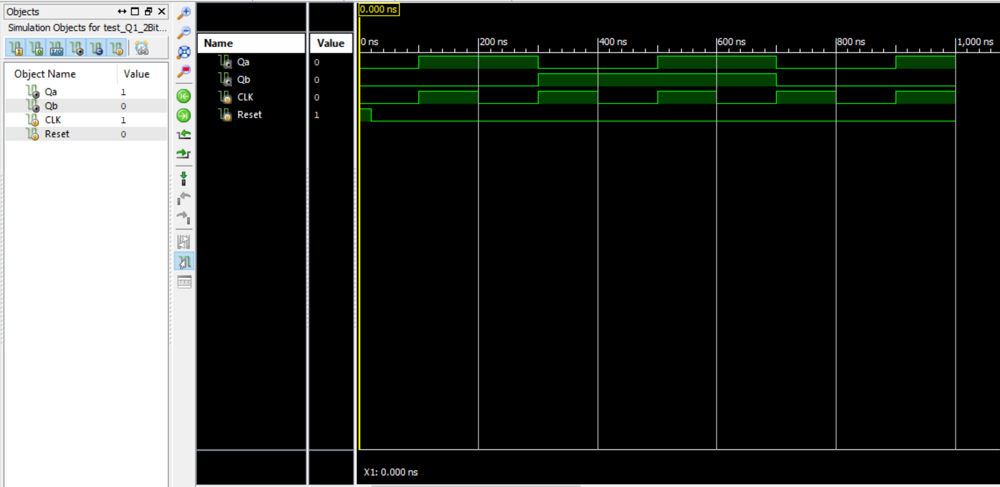 Objects
Simulation Objects for test_Q1_2Bit...
Object Name Value
Qa 1
Qb 0
CLK 1
Reset 0
Name Value
Qa 0
Qb 0
CLK 0
Reset 1
0.000 ns
0 ns 200 ns 400 ns 600 ns 800 ns 1,000 ns
X1: 0.000 ns